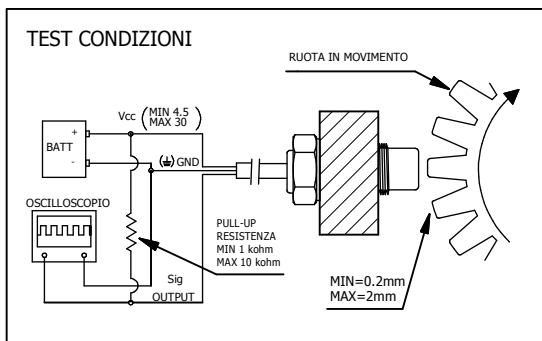 TEST CONDIZIONI
RUOTA IN MOVIMENTO
Vcc (MIN 4.5
MAX 30)
+
BATT
-
GND
OSCILLOSCOPIO
PULL-UP
RESISTENZA
MIN 1 kohm
MAX 10 kohm
Sig
OUTPUT
MIN=0.2mm
MAX=2mm